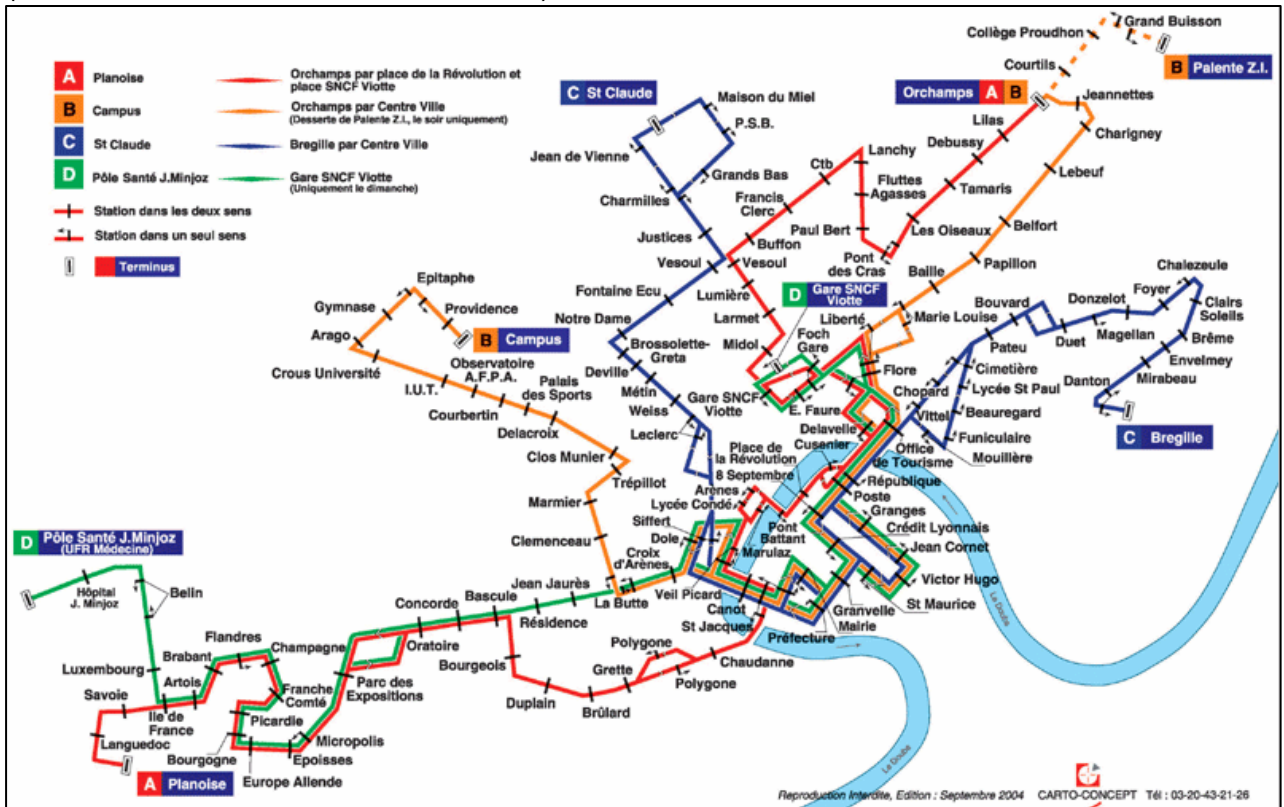 A Planoise
Orchamps par place de la Révolution et
place SNCF Viotte
B Campus
Orchamps par Centre Ville
(Desserte de Palente Z.I., le soir uniquement)
C St Claude
Bregille par Centre Ville
D Pôle Santé J.Minjoz
Gare SNCF Viotte
(Uniquement le dimanche)
Station dans les deux sens
Station dans un seul sens
Terminus
Grand Buisson
Collège Proudhon
B Palente Z.I.
Courtils
Orchamps A B
Jeannettes
Charigney
Lilas
Debussy
Lebeuf
Tamaris
Belfort
Les Oiseaux
Papillon
C St Claude
Maison du Miel
P.S.B.
Jean de Vienne
Grands Bas
Charmilles
Justices
Vesoul
Fontaine Ecu
Notre Dame
Brossolette-
Greta
Deville
Métin
Weiss
Leclerc
Lanchy
Ctb
Fluttes
Agasses
Francis
Clerc
Paul Bert
Buffon
Pont
des Cras
Vesoul
Lumière
Larmet
Midol
D Gare SNCF
Viotte
Baille
Liberté
Marie Louise
Foch
Gare
Flore
Gare SNCF
Viotte
E. Faure
Delavelle
Cusenier
Chalezeule
Foyer
Donzelot
Bouvard
Clairs
Soleils
Magellan
Duet
Brême
Pateu
Envelmey
Cimetière
Mirabeau
Danton
Lycée St Paul
Chopard
Beauregard
Vittel
Funiculaire
Mouillère
C Bregille
Office
de Tourisme
Place de
la Révolution
8 Septembre
République
Poste
Granges
Crédit Lyonnais
Jean Cornet
Victor Hugo
St Maurice
Granvelle
Mairie
Préfecture
Arènes
Lycée Condé
Pont
Battant
Marulaz
Siffert
Dole
Croix
d'Arènes
Veil Picard
Canot
St Jacques
Epitaphe
Gymnase
Providence
Arago
B Campus
Crous Université
Observatoire
A.F.P.A.
I.U.T.
Palais
des Sports
Courbertin
Delacroix
Clos Munier
Trépillot
Marmier
Clemenceau
La Butte
Jean Jaurès
Résidence
Bascule
Concorde
Oratoire
Bourgeois
Duplain
Brûlard
Grette
Polygone
Polygone
Chaudanne
D Pôle Santé J.Minjoz
(UFR Médecine)
Hôpital
J. Minjoz
Belin
Flandres
Champagne
Brabant
Luxembourg
Artois
Savoie
Ile de
France
Franche
Comté
Parc des
Expositions
Picardie
Languedoc
Micropolis
Bourgogne
Epoisses
Europe Allende
A Planoise
Le Doubs
Le Doubs
Reproduction Interdite, Edition : Septembre 2004 CARTO-CONCEPT Tél : 03-20-43-21-26